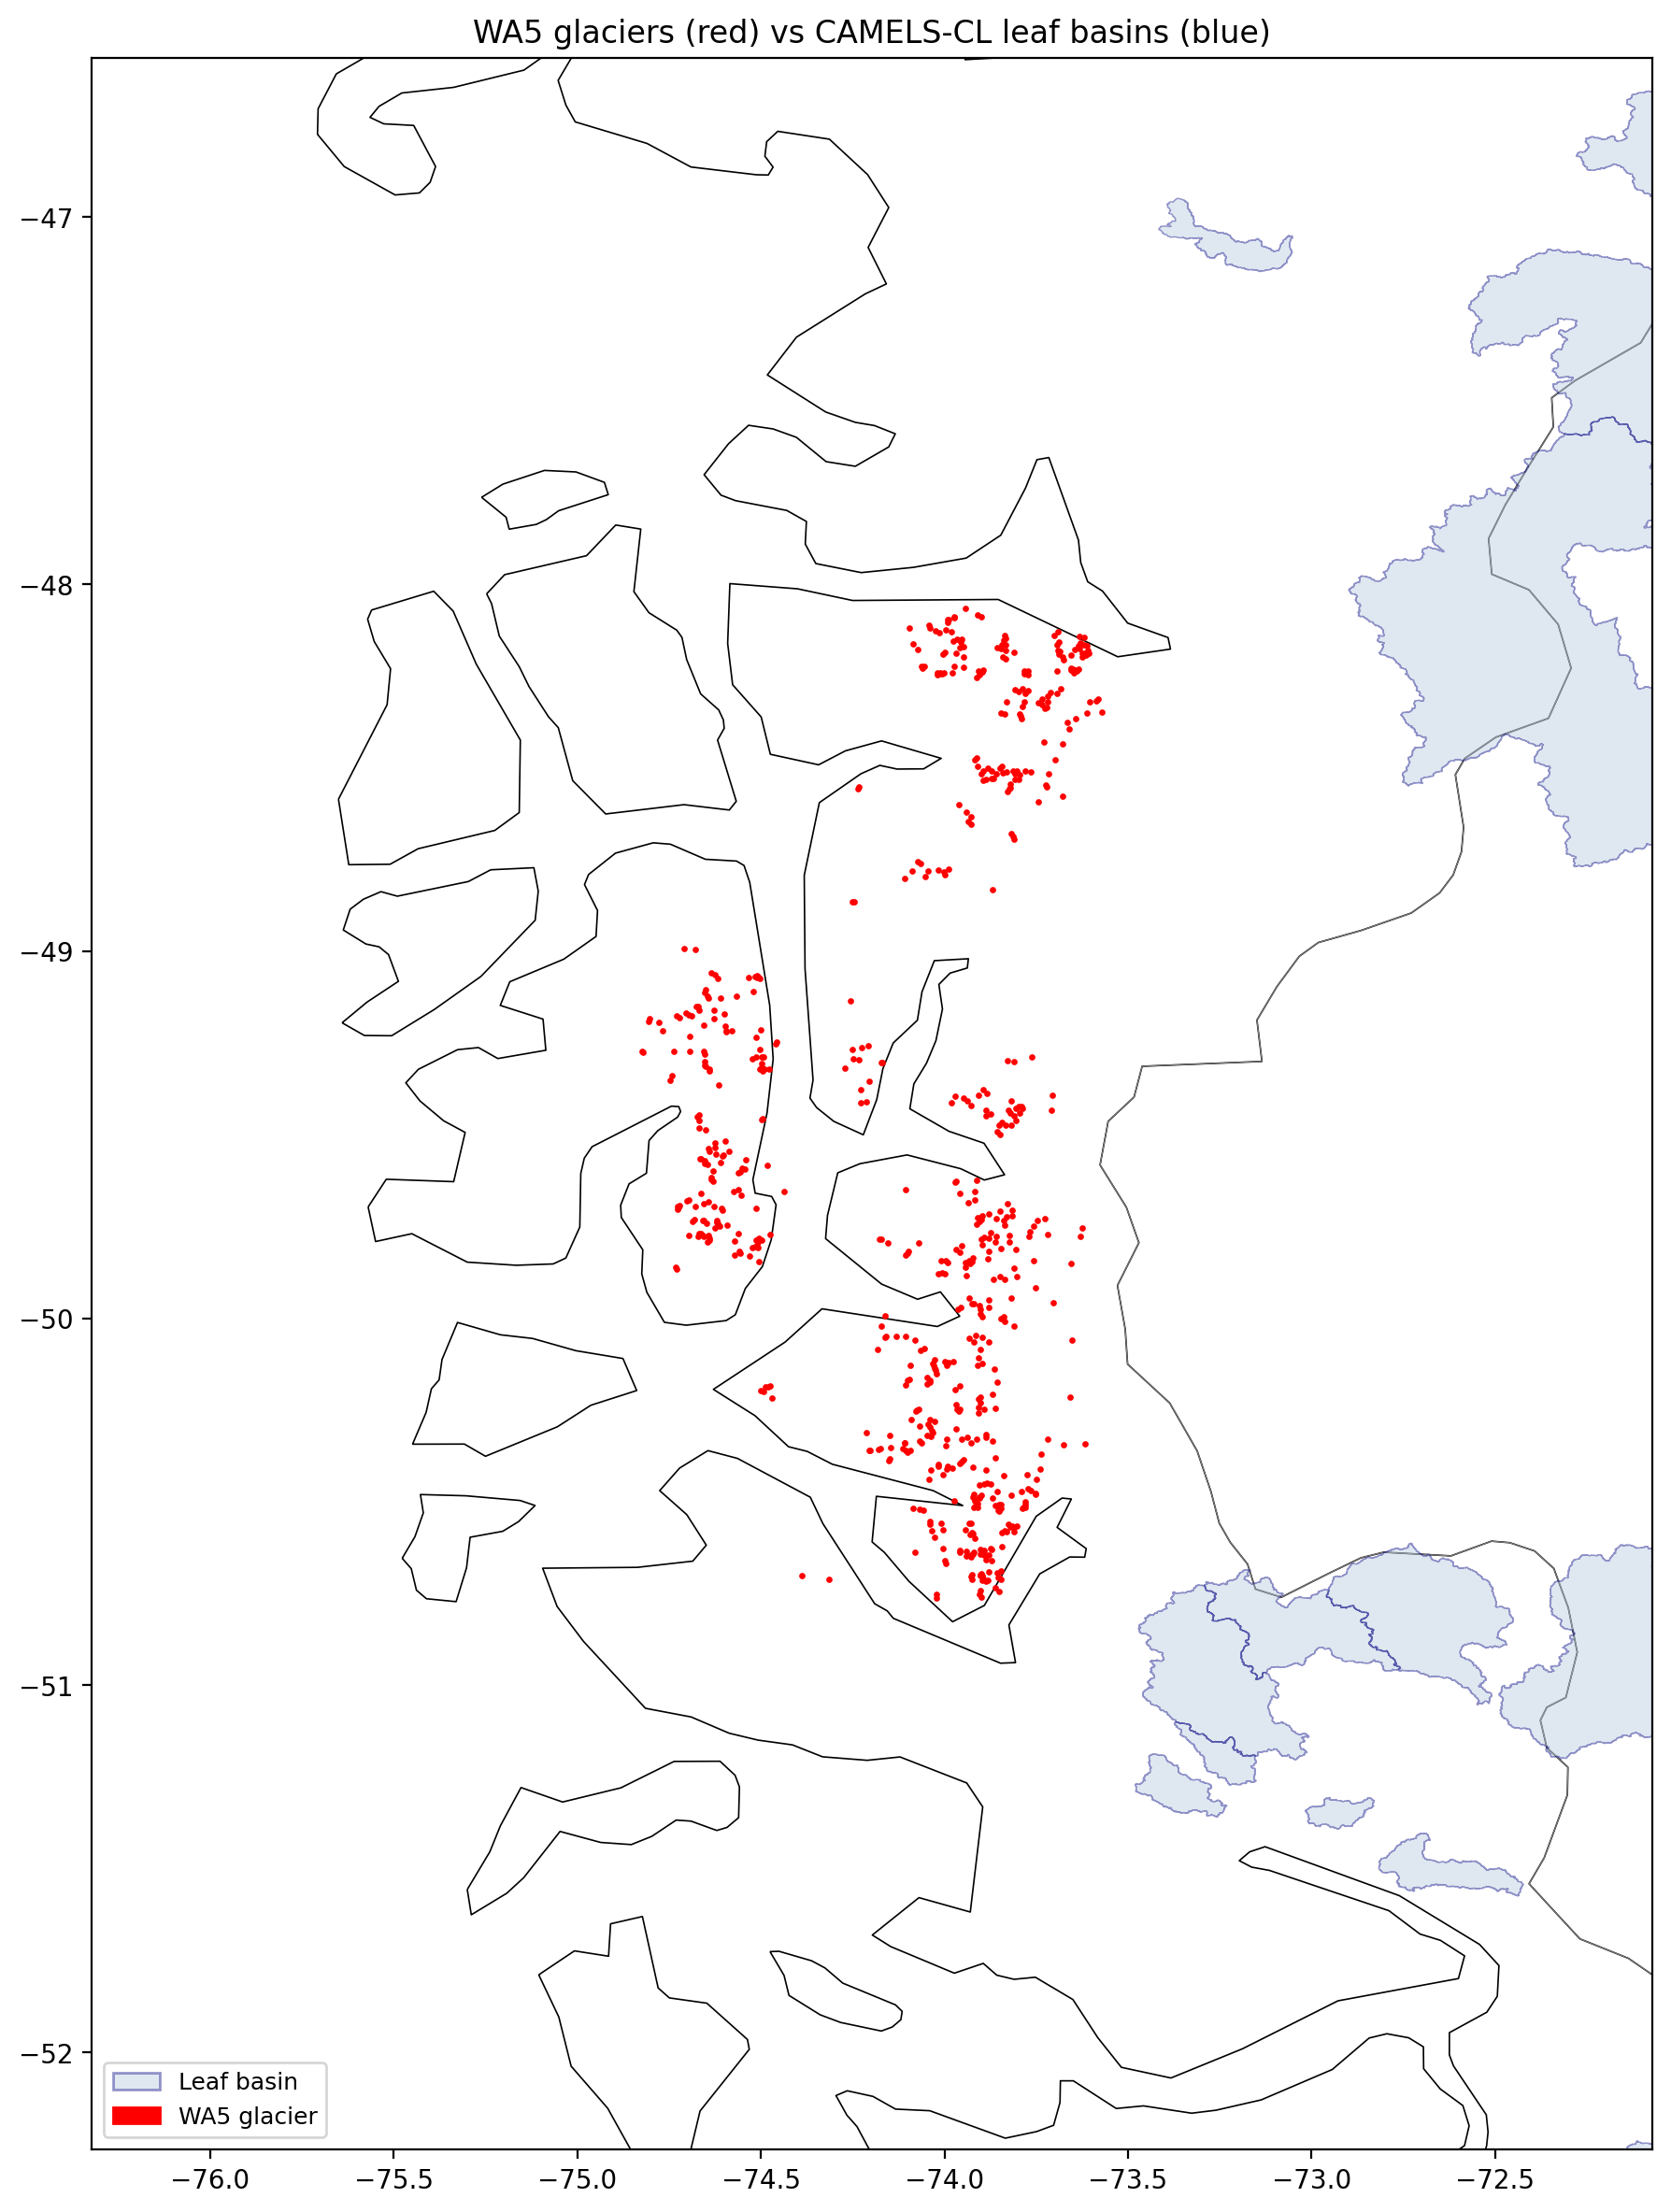 WA5 glaciers (red) vs CAMELS-CL leaf basins (blue)
−47
−48
−49
−50
−51
−52
Leaf basin
WA5 glacier
−76.0 −75.5 −75.0 −74.5 −74.0 −73.5 −73.0 −72.5